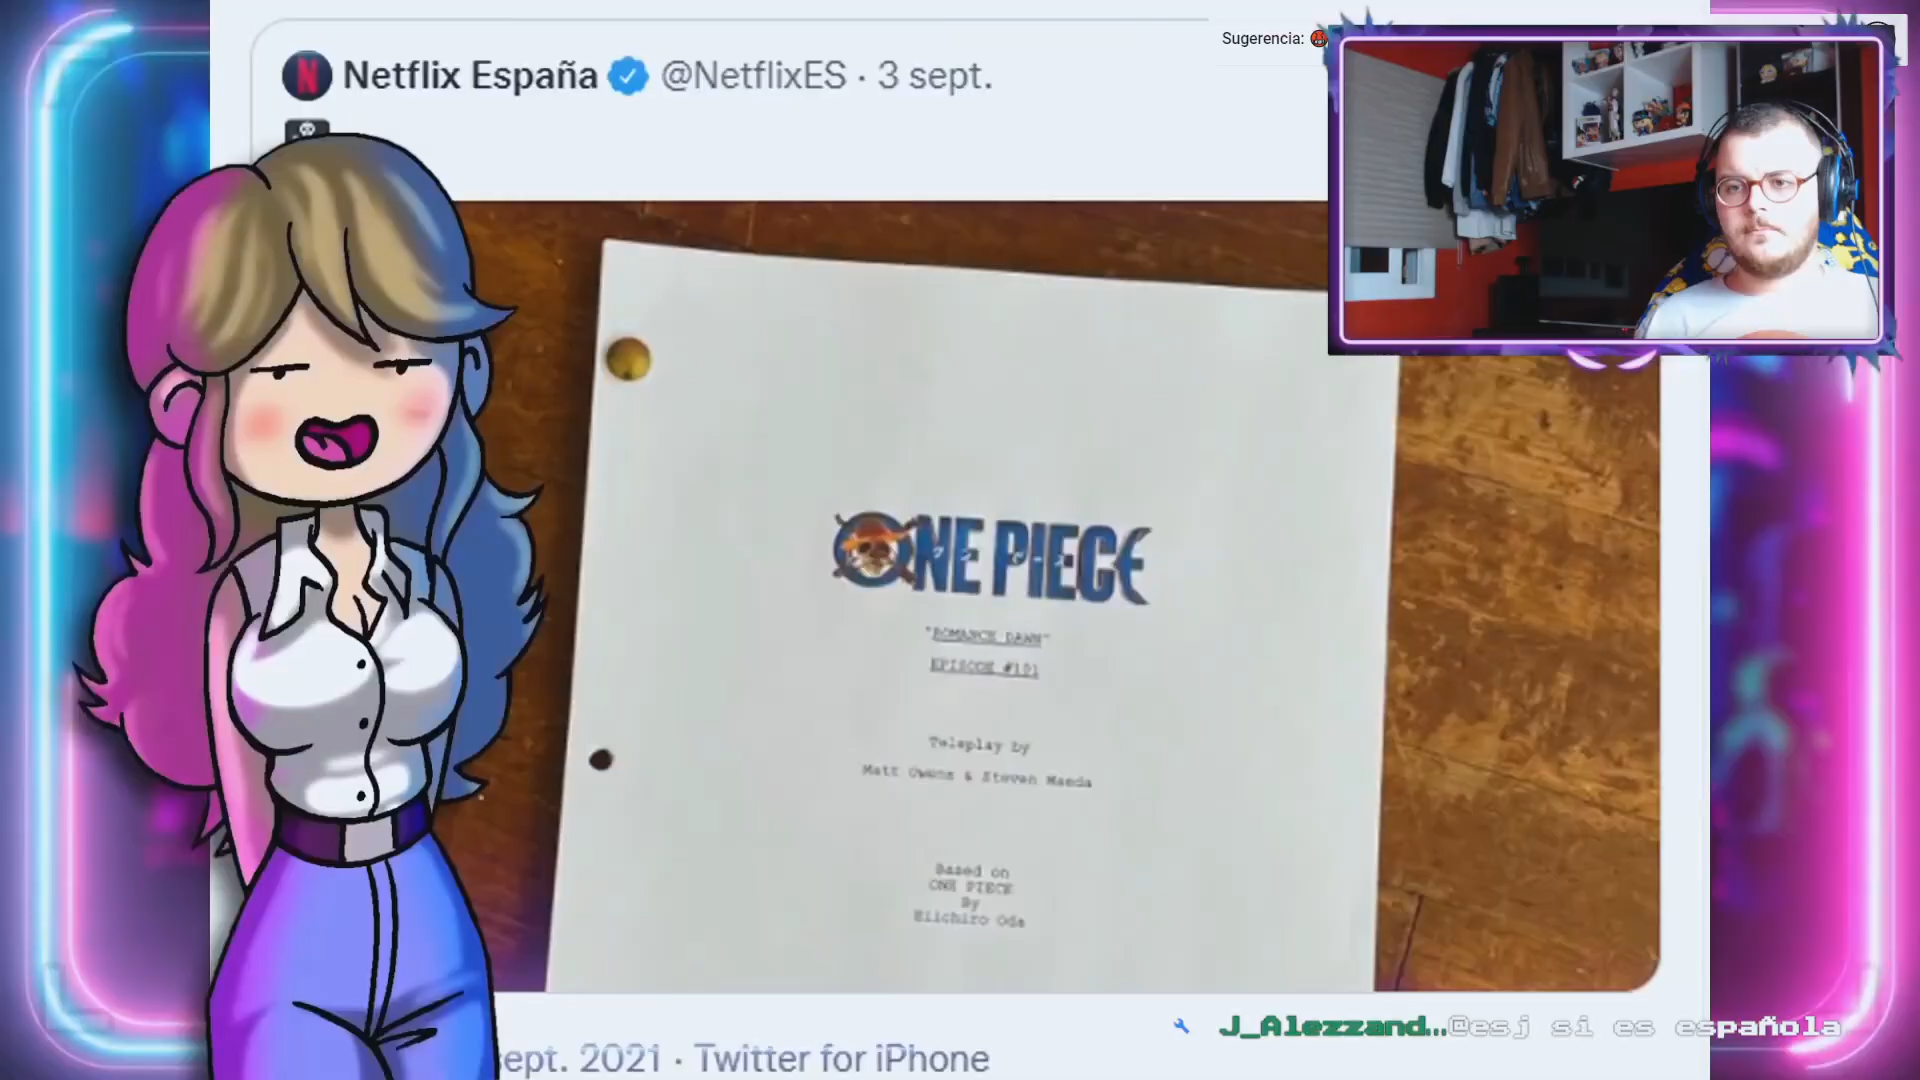 Sugerencia:
Netflix España @NetflixES · 3 sept.
ONE PIECE
"ROMANCE DAWN"
EPISODE #101
Teleplay by
Matt Owens & Steven Maeda
Based on
ONE PIECE
By
Eiichiro Oda
J_Alezzand...@esj si es española
sept. 2021 · Twitter for iPhone